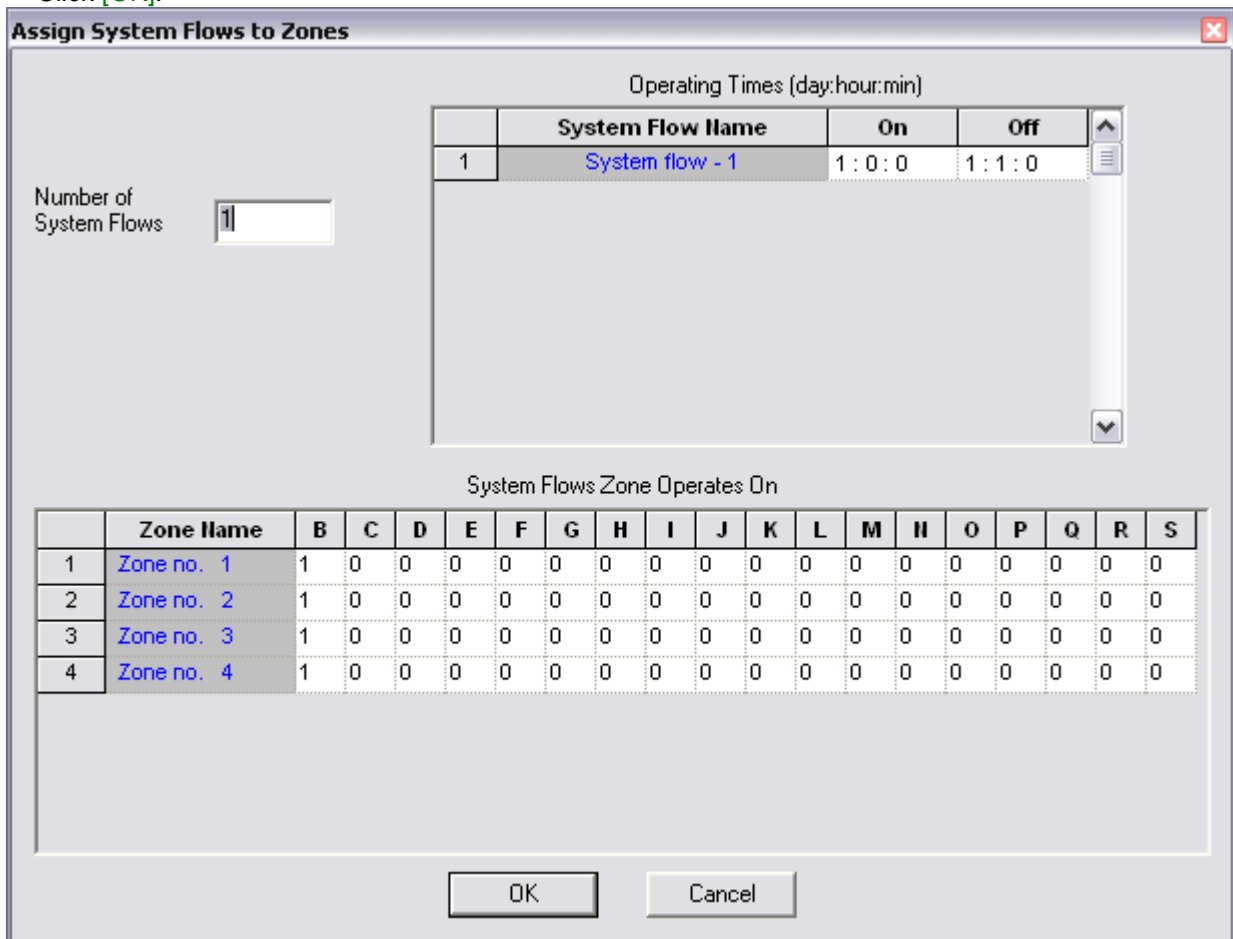 Click [OK].
Assign System Flows to Zones
Operating Times (day:hour:min)
System Flow Name On Off
1 System flow - 1 1 : 0 : 0 1 : 1 : 0
Number of
System Flows 1
System Flows Zone Operates On
Zone Name B C D E F G H I J K L M N O P Q R S
1 Zone no. 1 1 0 0 0 0 0 0 0 0 0 0 0 0 0 0 0 0 0
2 Zone no. 2 1 0 0 0 0 0 0 0 0 0 0 0 0 0 0 0 0 0
3 Zone no. 3 1 0 0 0 0 0 0 0 0 0 0 0 0 0 0 0 0 0
4 Zone no. 4 1 0 0 0 0 0 0 0 0 0 0 0 0 0 0 0 0 0
OK Cancel